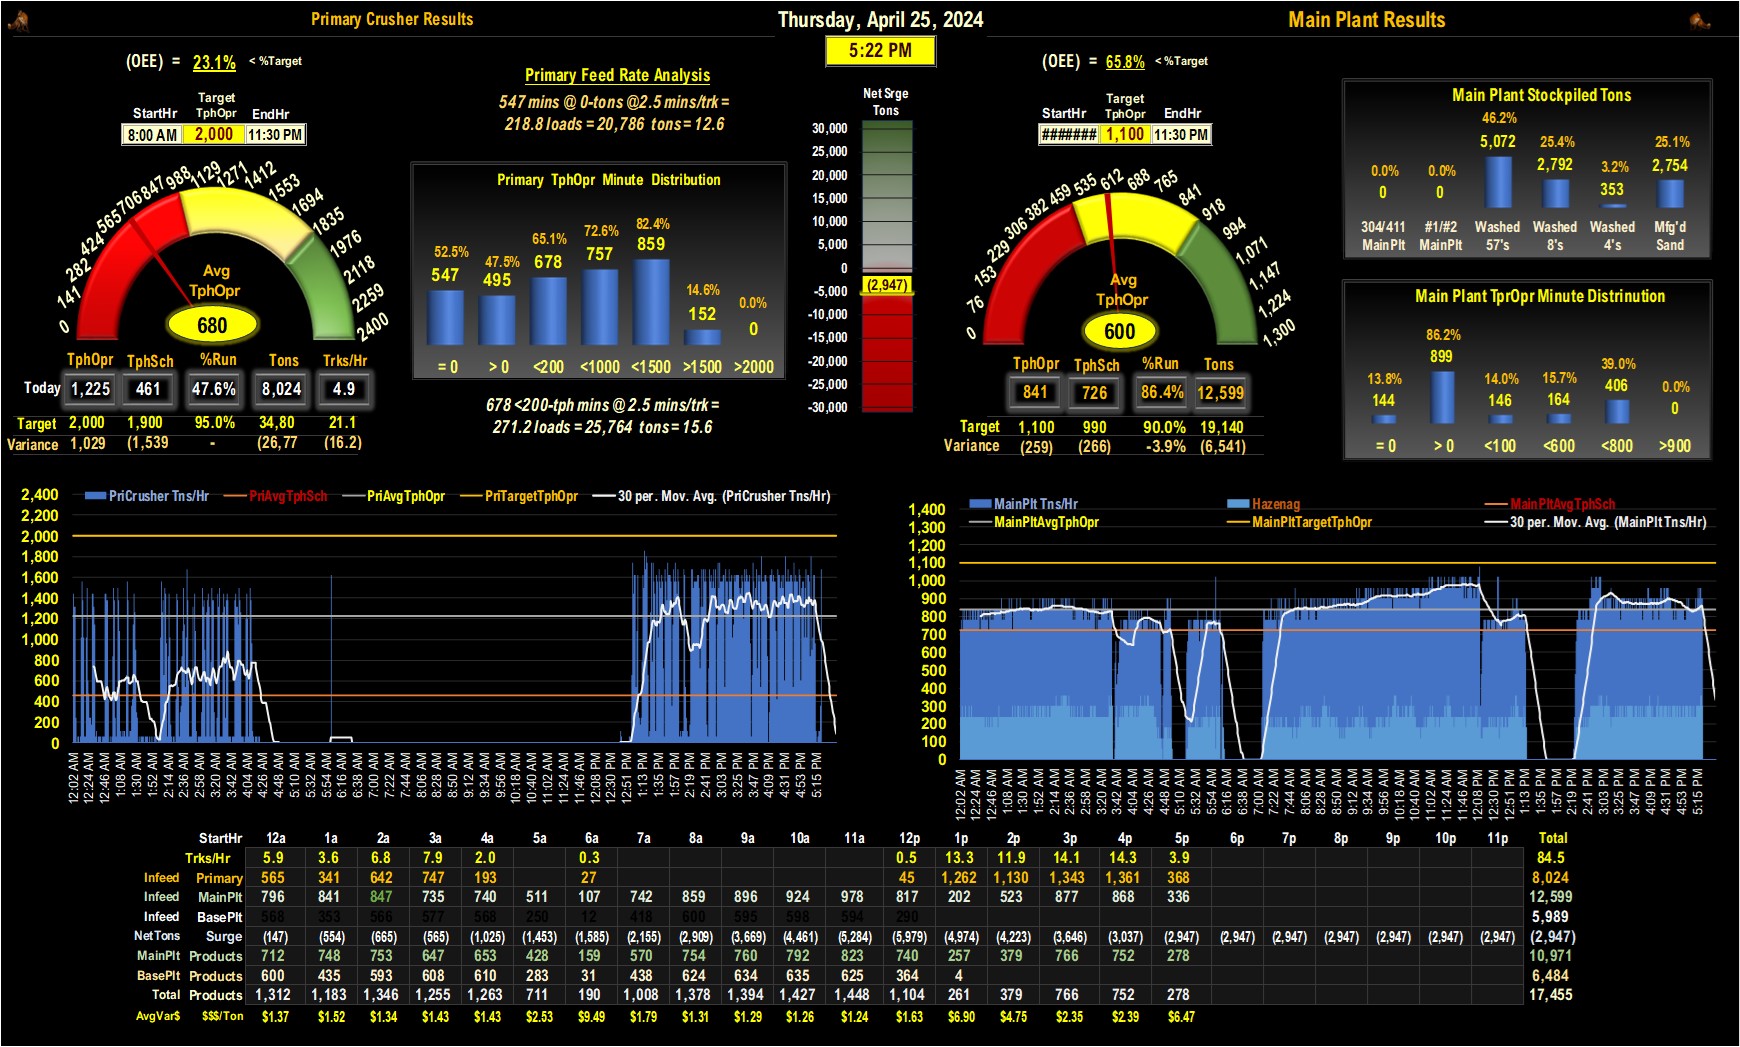 Primary Crusher Results
Thursday, April 25, 2024
Main Plant Results
5:22 PM
(OEE) = 23.1% < %Target
StartHr Target TphOpr EndHr
8:00 AM 2,000 11:30 PM
0 141 282 424 565 706 847 988 1129 1271 1412 1553 1694 1835 1976 2118 2259 2400
Avg
TphOpr
680
TphOpr TphSch %Run Tons Trks/Hr
Today 1,225 461 47.6% 8,024 4.9
Target 2,000 1,900 95.0% 34,80 21.1
Variance 1,029 (1,539 - (26,77 (16.2)
Primary Feed Rate Analysis
547 mins @ 0-tons @2.5 mins/trk =
218.8 loads = 20,786 tons = 12.6
Primary TphOpr Minute Distribution
52.5% 47.5% 65.1% 72.6% 82.4% 14.6% 0.0%
547 495 678 757 859 152 0
= 0 > 0 <200 <1000 <1500 >1500 >2000
678 <200-tph mins @ 2.5 mins/trk =
271.2 loads = 25,764 tons = 15.6
Net Srge
Tons
30,000
25,000
20,000
15,000
10,000
5,000
0
(2,947)
-5,000
-10,000
-15,000
-20,000
-25,000
-30,000
(OEE) = 65.8% < %Target
StartHr Target TphOpr EndHr
####### 1,100 11:30 PM
0 76 153 229 306 382 459 535 612 688 765 841 918 994 1,071 1,147 1,224 1,300
Avg
TphOpr
600
TphOpr TphSch %Run Tons
841 726 86.4% 12,599
Target 1,100 990 90.0% 19,140
Variance (259) (266) -3.9% (6,541)
Main Plant Stockpiled Tons
0.0% 0.0% 46.2% 25.4% 3.2% 25.1%
0 0 5,072 2,792 353 2,754
304/411 #1/#2 Washed Washed Washed Mfg'd
MainPlt MainPlt 57's 8's 4's Sand
Main Plant TprOpr Minute Distrinution
13.8% 86.2% 14.0% 15.7% 39.0% 0.0%
144 899 146 164 406 0
= 0 > 0 <100 <600 <800 >900
PriCrusher Tns/Hr PriAvgTphSch PriAvgTphOpr PriTargetTphOpr 30 per. Mov. Avg. (PriCrusher Tns/Hr)
2,400
2,200
2,000
1,800
1,600
1,400
1,200
1,000
800
600
400
200
0
12:02 AM 12:24 AM 12:46 AM 1:08 AM 1:30 AM 1:52 AM 2:14 AM 2:36 AM 2:58 AM 3:20 AM 3:42 AM 4:04 AM 4:26 AM 4:48 AM 5:10 AM 5:32 AM 5:54 AM 6:16 AM 6:38 AM 7:00 AM 7:22 AM 7:44 AM 8:06 AM 8:28 AM 8:50 AM 9:12 AM 9:34 AM 9:56 AM 10:18 AM 10:40 AM 11:02 AM 11:24 AM 11:46 AM 12:08 PM 12:30 PM 12:51 PM 1:13 PM 1:35 PM 1:57 PM 2:19 PM 2:41 PM 3:03 PM 3:25 PM 3:47 PM 4:09 PM 4:31 PM 4:53 PM 5:15 PM
MainPlt Tns/Hr Hazenag MainPltAvgTphSch
MainPltAvgTphOpr MainPltTargetTphOpr 30 per. Mov. Avg. (MainPlt Tns/Hr)
1,400
1,300
1,200
1,100
1,000
900
800
700
600
500
400
300
200
100
0
12:02 AM 12:24 AM 12:46 AM 1:08 AM 1:30 AM 1:52 AM 2:14 AM 2:36 AM 2:58 AM 3:20 AM 3:42 AM 4:04 AM 4:26 AM 4:48 AM 5:10 AM 5:32 AM 5:54 AM 6:16 AM 6:38 AM 7:00 AM 7:22 AM 7:44 AM 8:06 AM 8:28 AM 8:50 AM 9:12 AM 9:34 AM 9:56 AM 10:18 AM 10:40 AM 11:02 AM 11:24 AM 11:46 AM 12:08 PM 12:30 PM 12:51 PM 1:13 PM 1:35 PM 1:57 PM 2:19 PM 2:41 PM 3:03 PM 3:25 PM 3:47 PM 4:09 PM 4:31 PM 4:53 PM 5:15 PM
StartHr 12a 1a 2a 3a 4a 5a 6a 7a 8a 9a 10a 11a 12p 1p 2p 3p 4p 5p 6p 7p 8p 9p 10p 11p Total
Trks/Hr 5.9 3.6 6.8 7.9 2.0 0.3 0.5 13.3 11.9 14.1 14.3 3.9 84.5
Infeed Primary 565 341 642 747 193 27 45 1,262 1,130 1,343 1,361 368 8,024
Infeed MainPlt 796 841 847 735 740 511 107 742 859 896 924 978 817 202 523 877 868 336 12,599
Infeed BasePlt 568 353 566 577 568 250 12 418 600 595 598 594 290 5,989
NetTons Surge (147) (554) (665) (565) (1,025) (1,453) (1,585) (2,155) (2,909) (3,669) (4,461) (5,284) (5,979) (4,974) (4,223) (3,646) (3,037) (2,947) (2,947) (2,947) (2,947) (2,947) (2,947) (2,947) (2,947)
MainPlt Products 712 748 753 647 653 428 159 570 754 760 792 823 740 257 379 766 752 278 10,971
BasePlt Products 600 435 593 608 610 283 31 438 624 634 635 625 364 4 6,484
Total Products 1,312 1,183 1,346 1,255 1,263 711 190 1,008 1,378 1,394 1,427 1,448 1,104 261 379 766 752 278 17,455
AvgVar$ $$$/Ton $1.37 $1.52 $1.34 $1.43 $1.43 $2.53 $9.49 $1.79 $1.31 $1.29 $1.26 $1.24 $1.63 $6.90 $4.75 $2.35 $2.39 $6.47